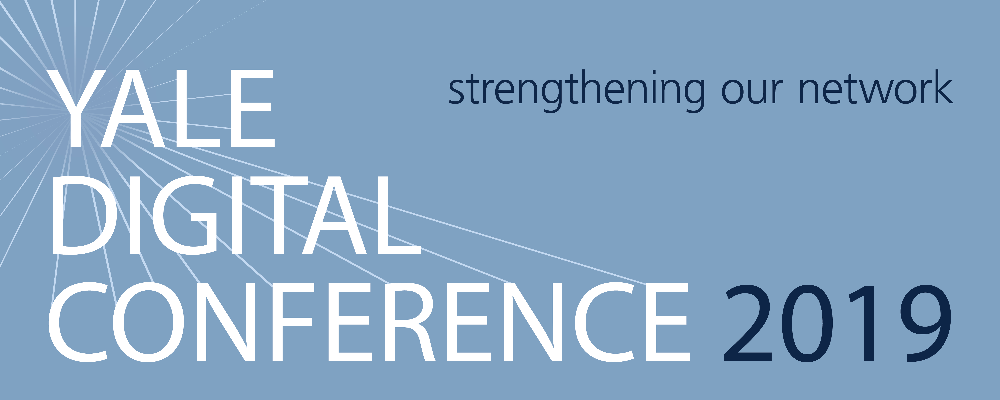 YALE
strengthening our network
DIGITAL
CONFERENCE 2019